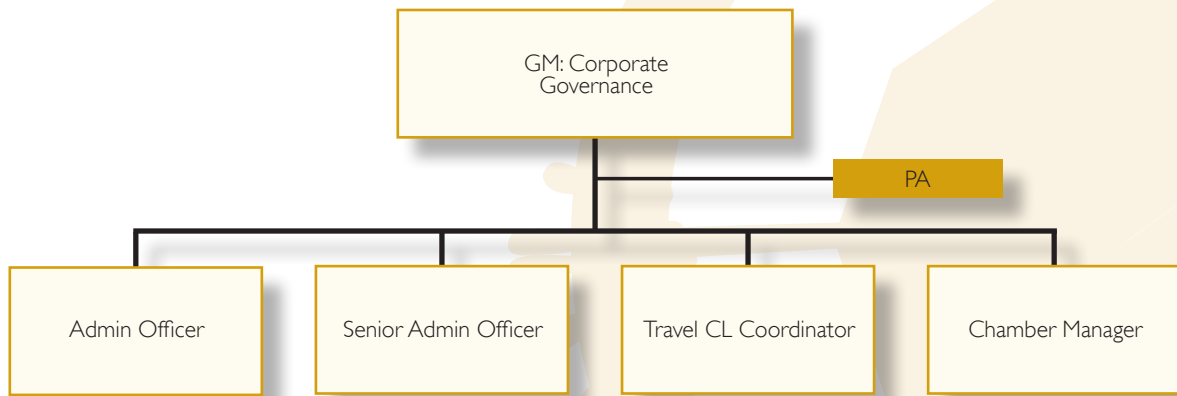 GM: Corporate
Governance
PA
Admin Officer
Senior Admin Officer
Travel CL Coordinator
Chamber Manager